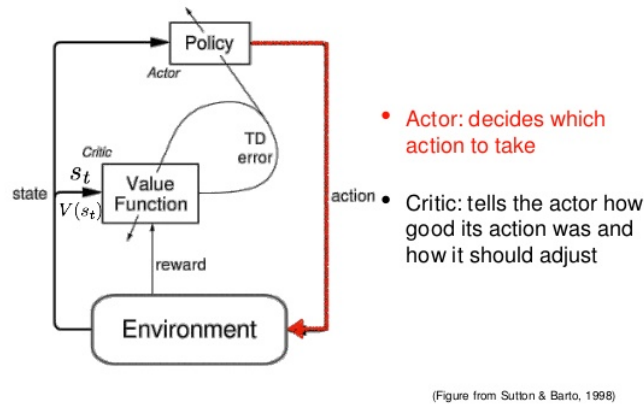 Policy
Actor
TD
error
Critic
s_t
Value
Function
state
V(s_t)
action
reward
Environment
• Actor: decides which
action to take
• Critic: tells the actor how
good its action was and
how it should adjust
(Figure from Sutton & Barto, 1998)